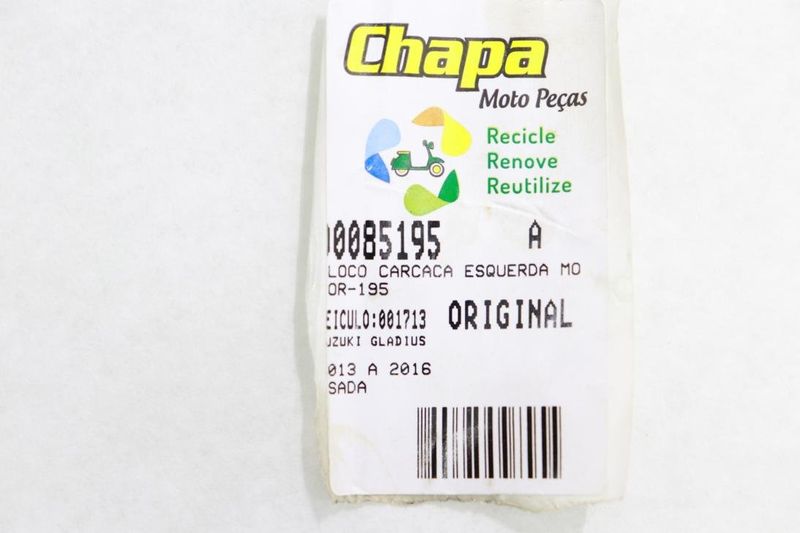 Chapa
Moto Peças
Recicle
Renove
Reutilize
0085195 A
LOCO CARCACA ESQUERDA MO
OR-195
EICULO:001713 ORIGINAL
UZUKI GLADIUS
013 A 2016
SADA